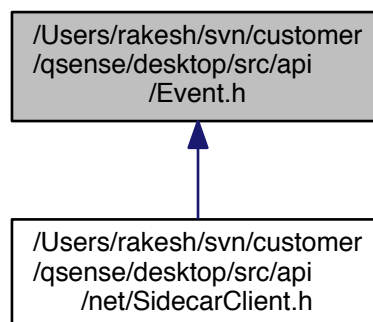 /Users/rakesh/svn/customer
/qsense/desktop/src/api
/Event.h
/Users/rakesh/svn/customer
/qsense/desktop/src/api
/net/SidecarClient.h